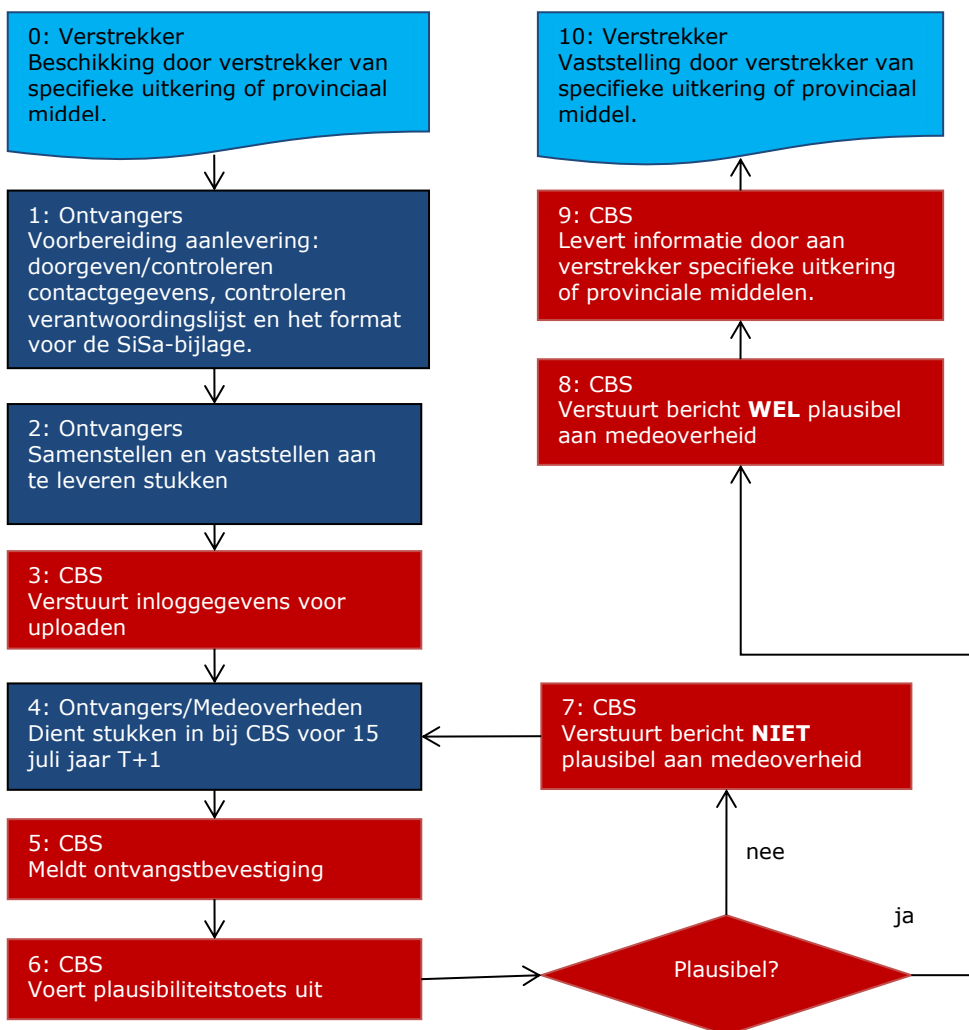 0: Verstrekker
Beschikking door verstrekker van
specifieke uitkering of provinciaal
middel.
1: Ontvangers
Voorbereiding aanlevering:
doorgeven/controleren
contactgegevens, controleren
verantwoordingslijst en het format
voor de SiSa-bijlage.
2: Ontvangers
Samenstellen en vaststellen aan
te leveren stukken
3: CBS
Verstuurt inloggegevens voor
uploaden
4: Ontvangers/Medeoverheden
Dient stukken in bij CBS voor 15
juli jaar T+1
5: CBS
Meldt ontvangstbevestiging
6: CBS
Voert plausibiliteitstoets uit
Plausibel?
nee
ja
7: CBS
Verstuurt bericht NIET
plausibel aan medeoverheid
8: CBS
Verstuurt bericht WEL plausibel
aan medeoverheid
9: CBS
Levert informatie door aan
verstrekker specifieke uitkering
of provinciale middelen.
10: Verstrekker
Vaststelling door verstrekker van
specifieke uitkering of provinciaal
middel.